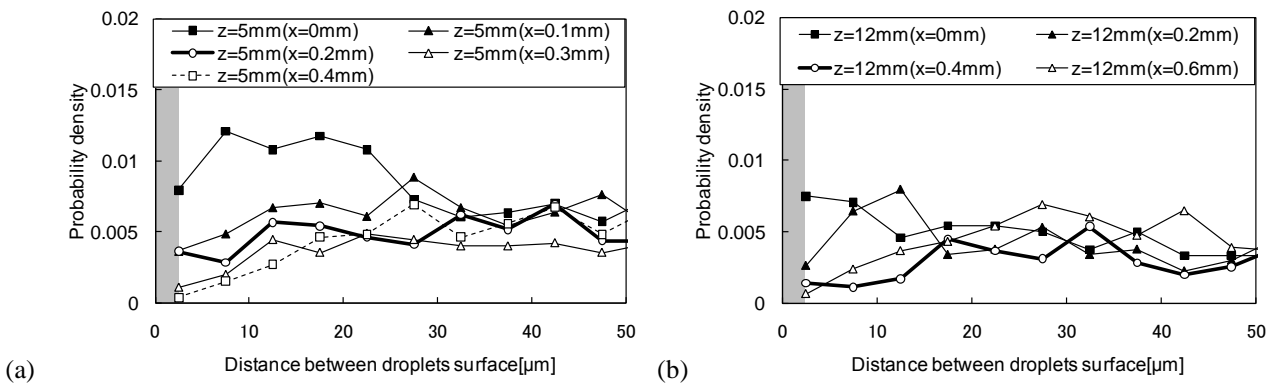 0.02
z=5mm(x=0mm) z=5mm(x=0.1mm)
z=5mm(x=0.2mm) z=5mm(x=0.3mm)
z=5mm(x=0.4mm)
0.015
0.01
0.005
0
Probability density
0 10 20 30 40 50
Distance between droplets surface[μm]
(a)
0.02
z=12mm(x=0mm) z=12mm(x=0.2mm)
z=12mm(x=0.4mm) z=12mm(x=0.6mm)
0.015
0.01
0.005
0
Probability density
0 10 20 30 40 50
Distance between droplets surface[μm]
(b)